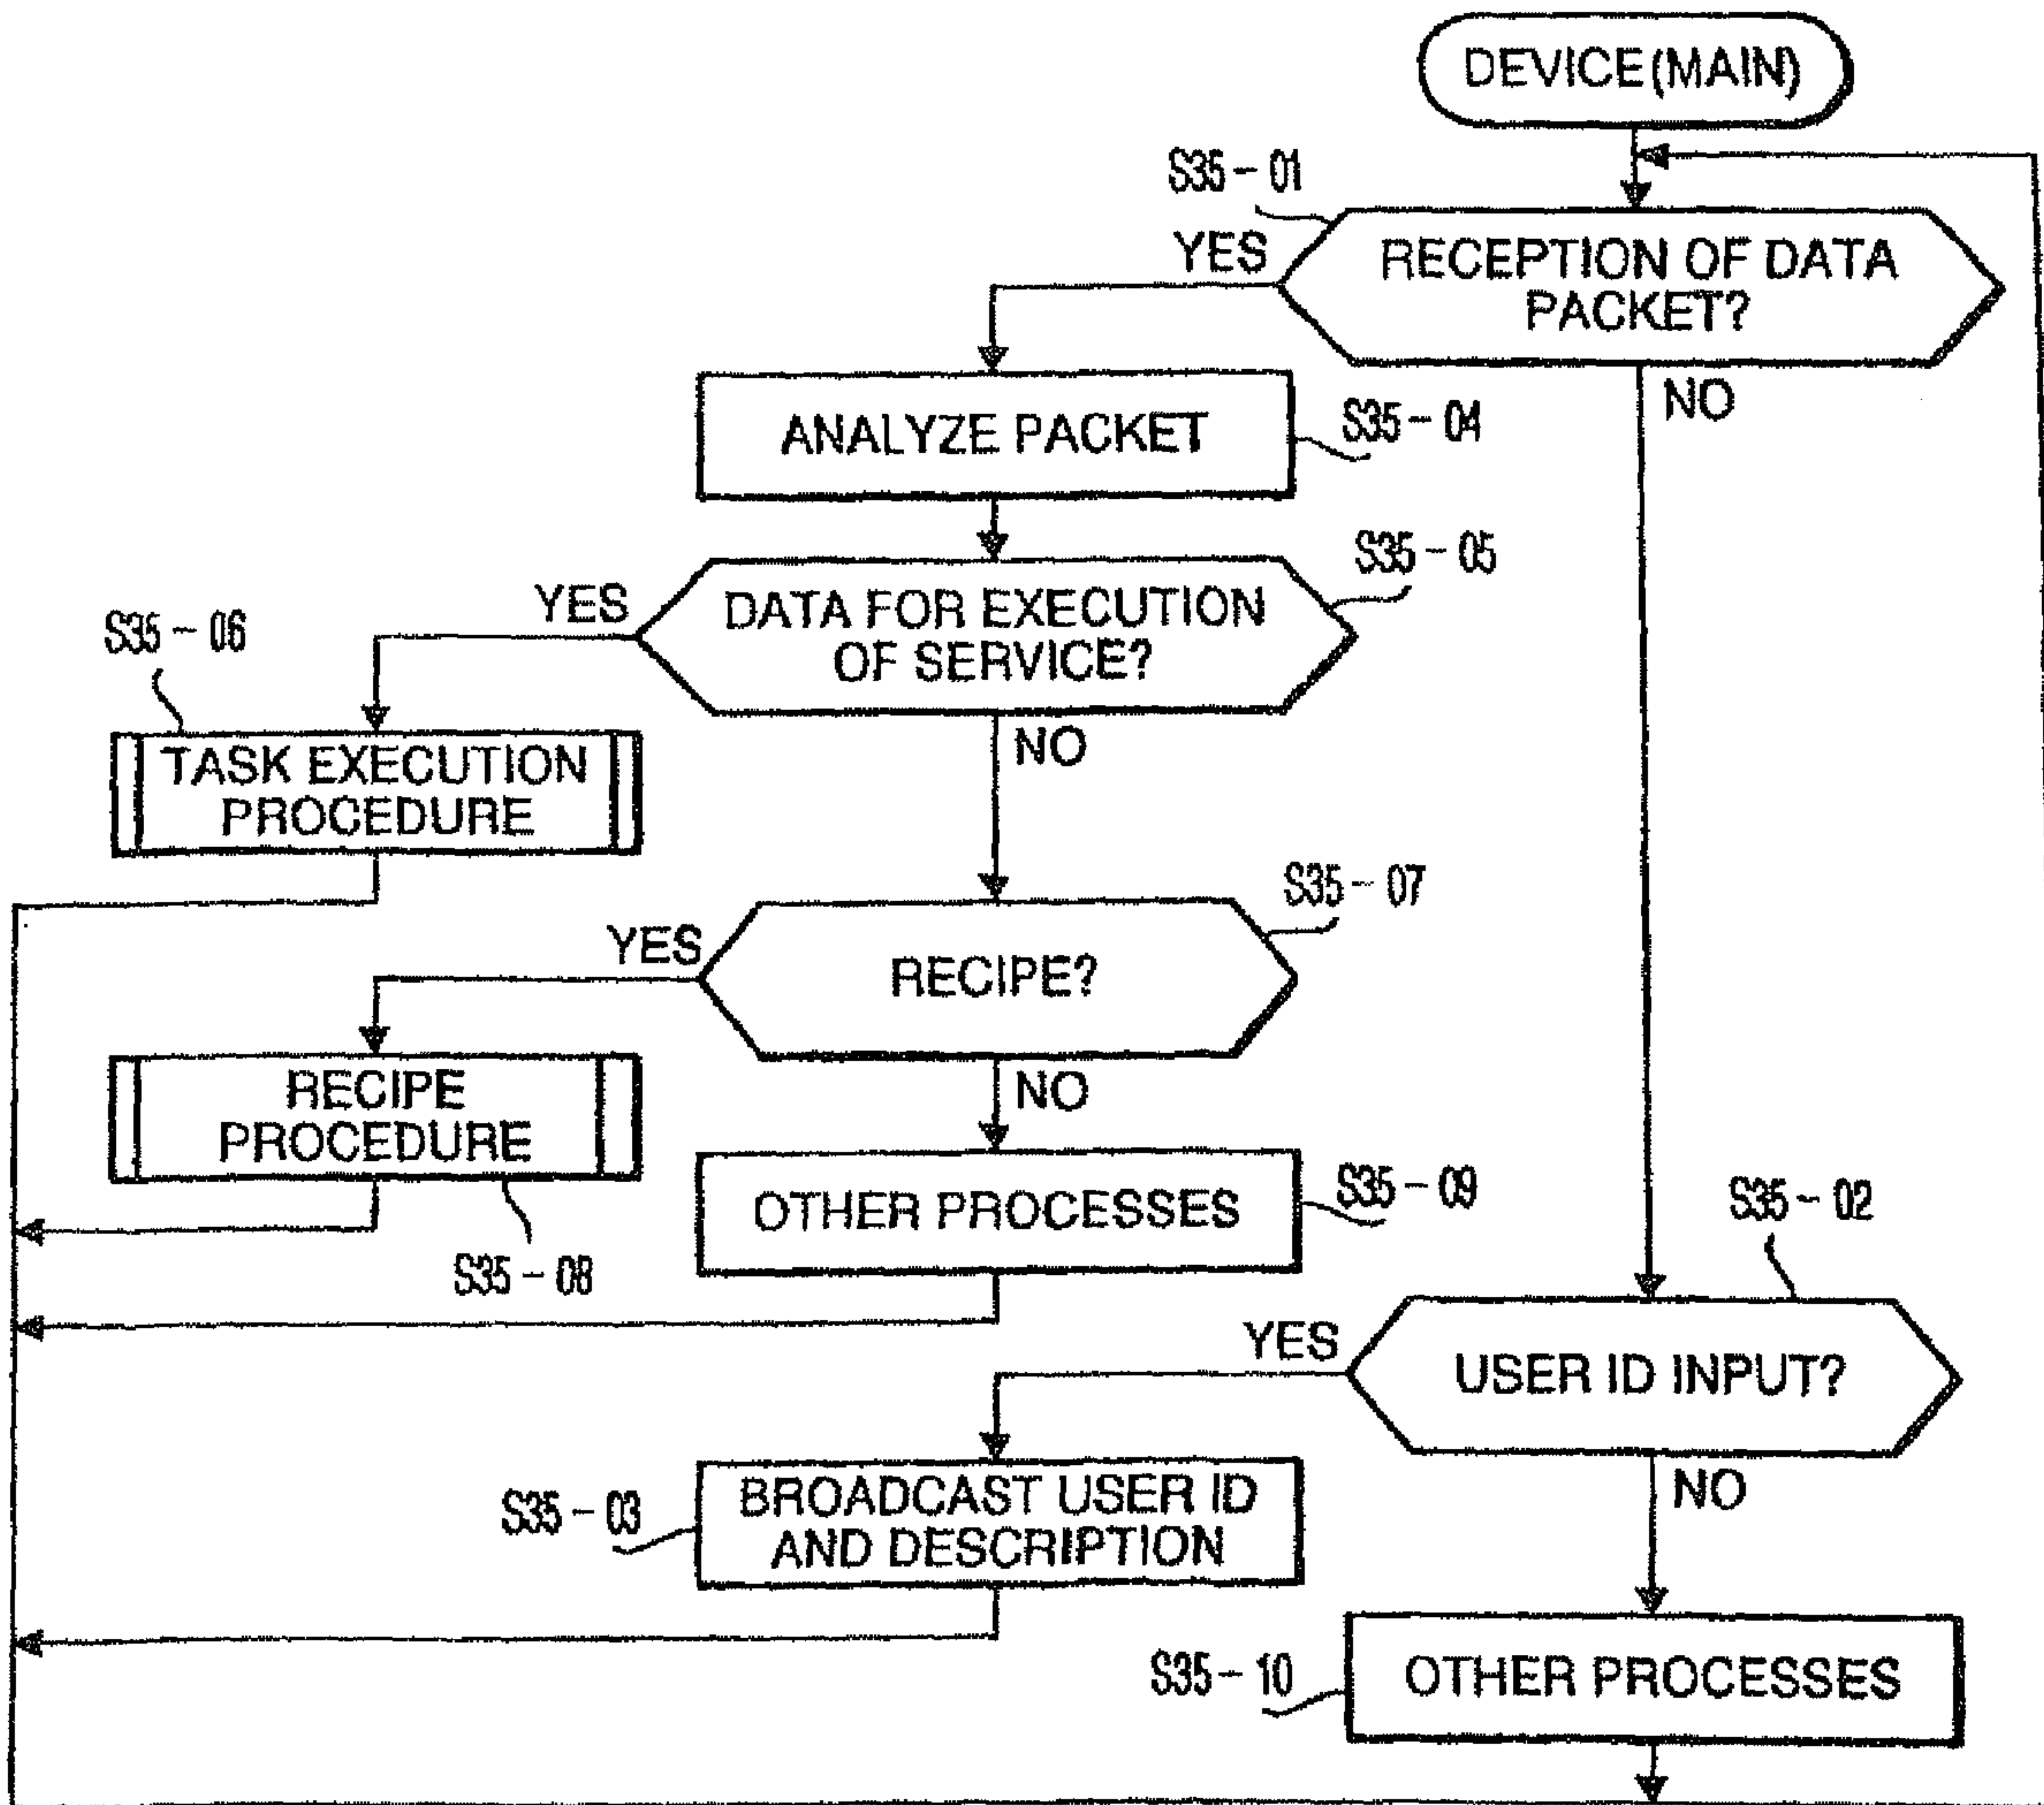 DEVICE(MAIN)
S35-01
YES
RECEPTION OF DATA
PACKET?
NO
ANALYZE PACKET
S35-04
S35-05
YES
DATA FOR EXECUTION
OF SERVICE?
S35-06
NO
TASK EXECUTION
PROCEDURE
S35-07
YES
RECIPE?
NO
RECIPE
PROCEDURE
S35-08
OTHER PROCESSES
S35-09
S35-02
YES
USER ID INPUT?
NO
S35-03
BROADCAST USER ID
AND DESCRIPTION
S35-10
OTHER PROCESSES